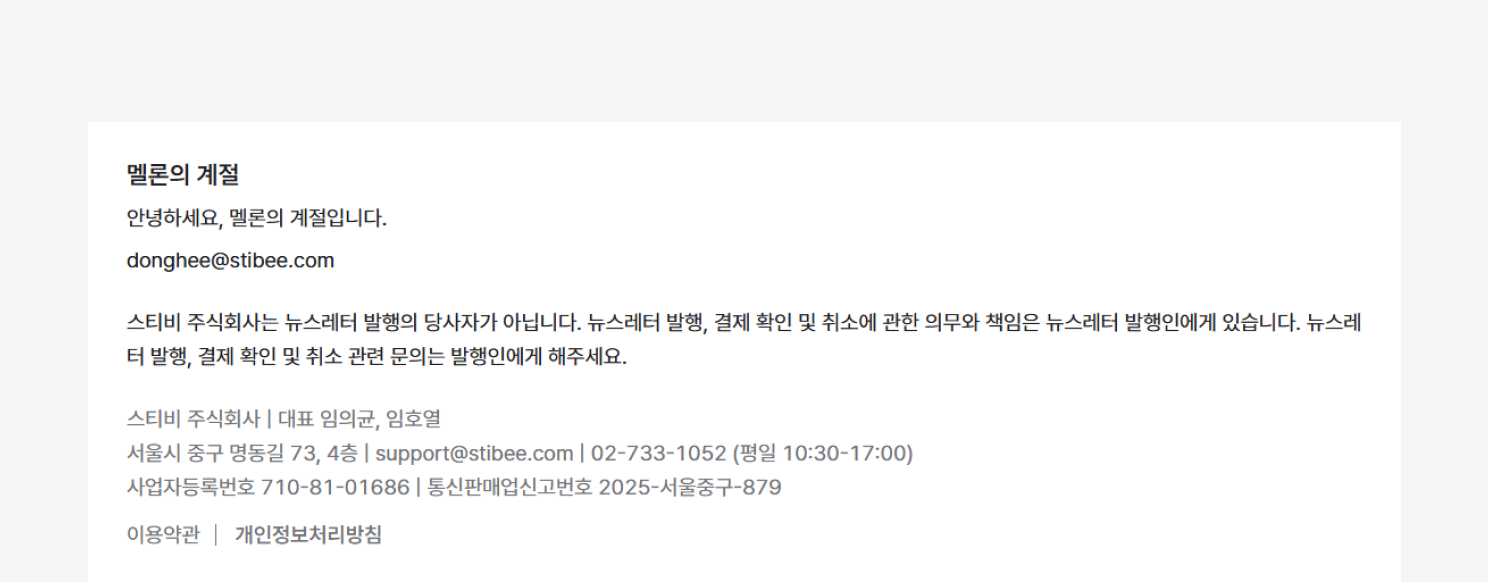 멜론의 계절
안녕하세요, 멜론의 계절입니다.
donghee@stibee.com
스티비 주식회사는 뉴스레터 발행의 당사자가 아닙니다. 뉴스레터 발행, 결제 확인 및 취소에 관한 의무와 책임은 뉴스레터 발행인에게 있습니다. 뉴스레
터 발행, 결제 확인 및 취소 관련 문의는 발행인에게 해주세요.
스티비 주식회사 | 대표 임의균, 임호열
서울시 중구 명동길 73, 4층 | support@stibee.com | 02-733-1052 (평일 10:30-17:00)
사업자등록번호 710-81-01686 | 통신판매업신고번호 2025-서울중구-879
이용약관 | 개인정보처리방침